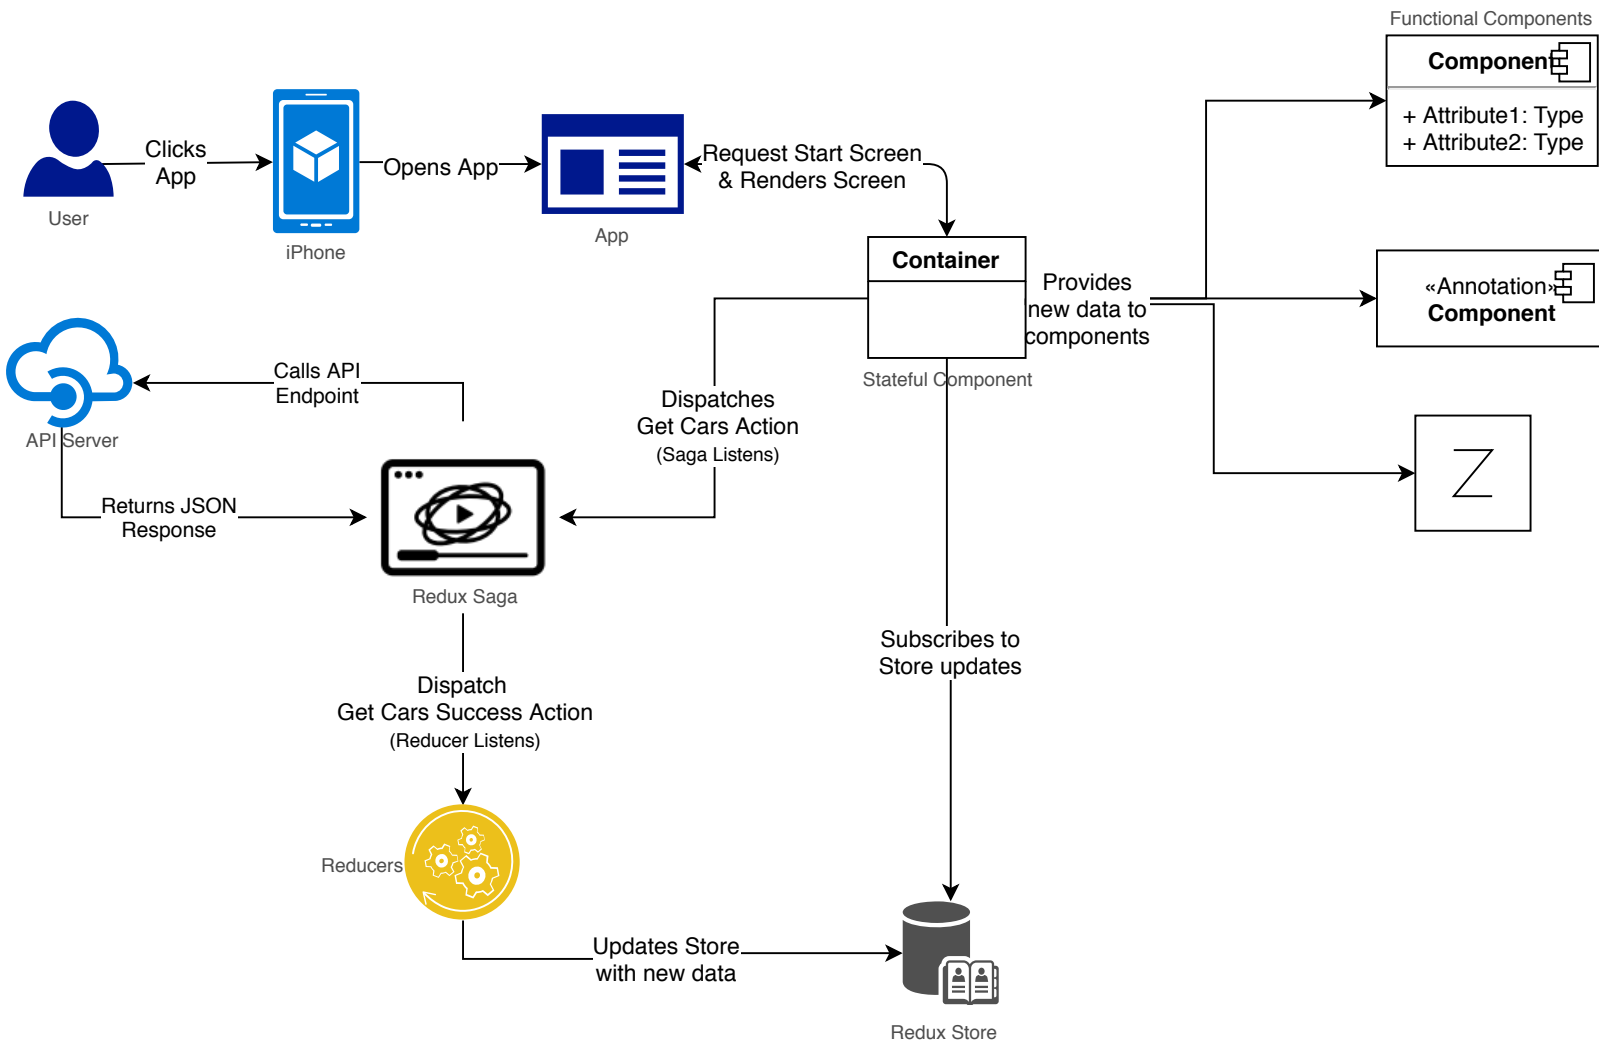 Functional Components
Component
+ Attribute1: Type
+ Attribute2: Type
Clicks
App
Opens App
Request Start Screen
& Renders Screen
User
iPhone
App
Container
Provides
new data to
components
«Annotation»
Component
Stateful Component
Calls API
Endpoint
Dispatches
Get Cars Action
(Saga Listens)
API Server
Z
Returns JSON
Response
Redux Saga
Subscribes to
Store updates
Dispatch
Get Cars Success Action
(Reducer Listens)
Reducers
Updates Store
with new data
Redux Store